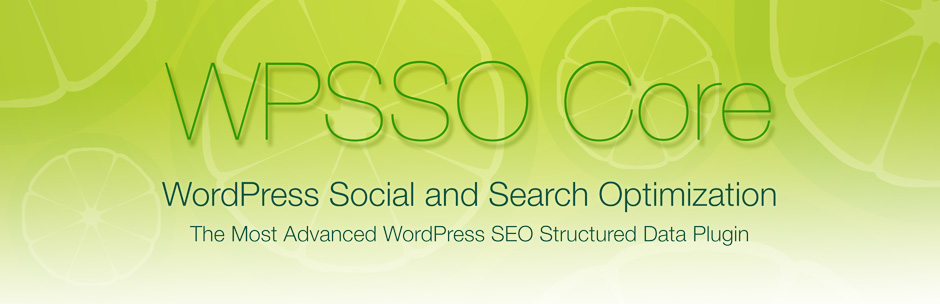 WPSSO Core
WordPress Social and Search Optimization
The Most Advanced WordPress SEO Structured Data Plugin